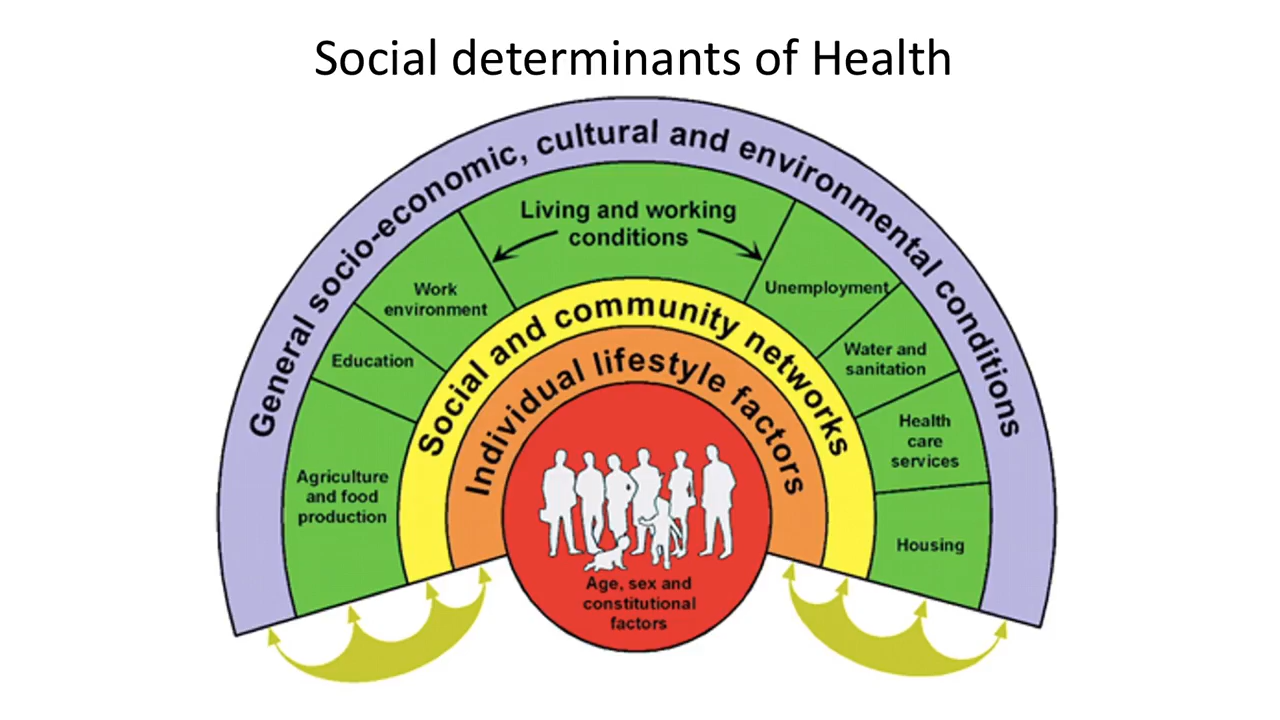 Social determinants of Health
General socio-economic, cultural and environmental conditions
Living and working
conditions
Work
environment
Unemployment
Education
Water and
sanitation
Agriculture
and food
production
Health
care
services
Housing
Social and community networks
Individual lifestyle factors
Age, sex and
constitutional
factors